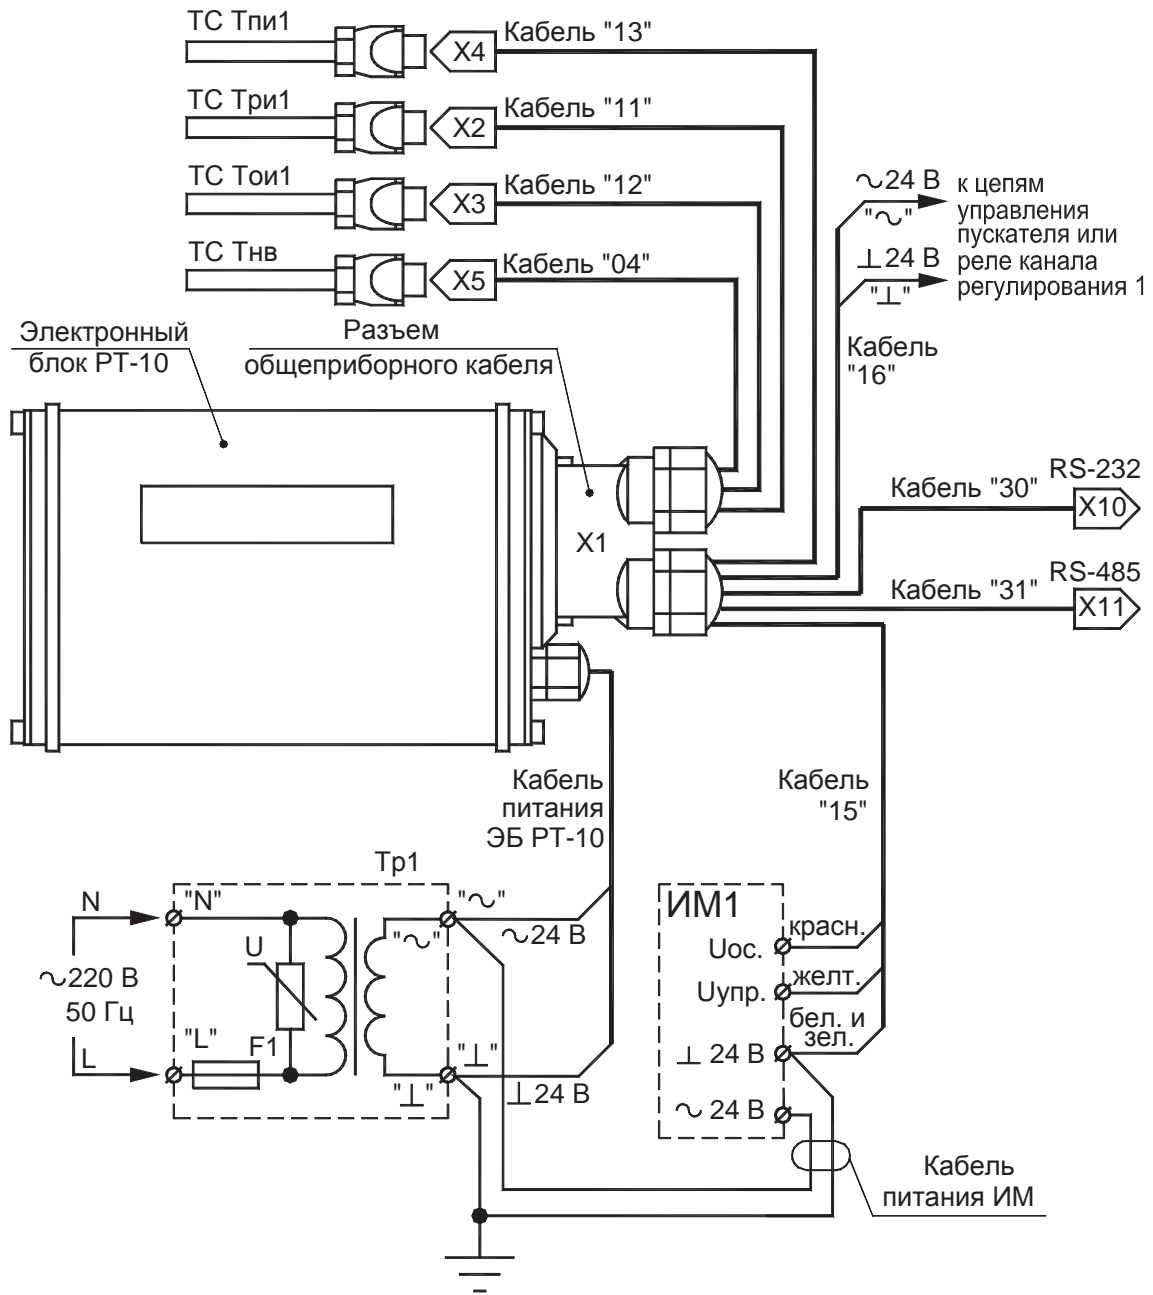 ТС Тпи1
X4
Кабель "13"
ТС Три1
X2
Кабель "11"
ТС Тои1
X3
Кабель "12"
ТС Тнв
X5
Кабель "04"
∼24 В
"∼"
⊥24 В
"⊥"
к цепям
управления
пускателя или
реле канала
регулирования 1
Кабель
"16"
Электронный
блок РТ-10
Разъем
общеприборного кабеля
X1
Кабель "30"
RS-232
X10
Кабель "31"
RS-485
X11
Кабель
питания
ЭБ РТ-10
Кабель
"15"
Тр1
N
"N"
∼220 В
50 Гц
L
"L"
U
F1
"∼"
"∼"
∼24 В
"⊥"
"⊥"
⊥24 В
ИМ1
Uос.
красн.
Uупр.
желт.
бел. и
зел.
⊥ 24 В
∼ 24 В
Кабель
питания ИМ